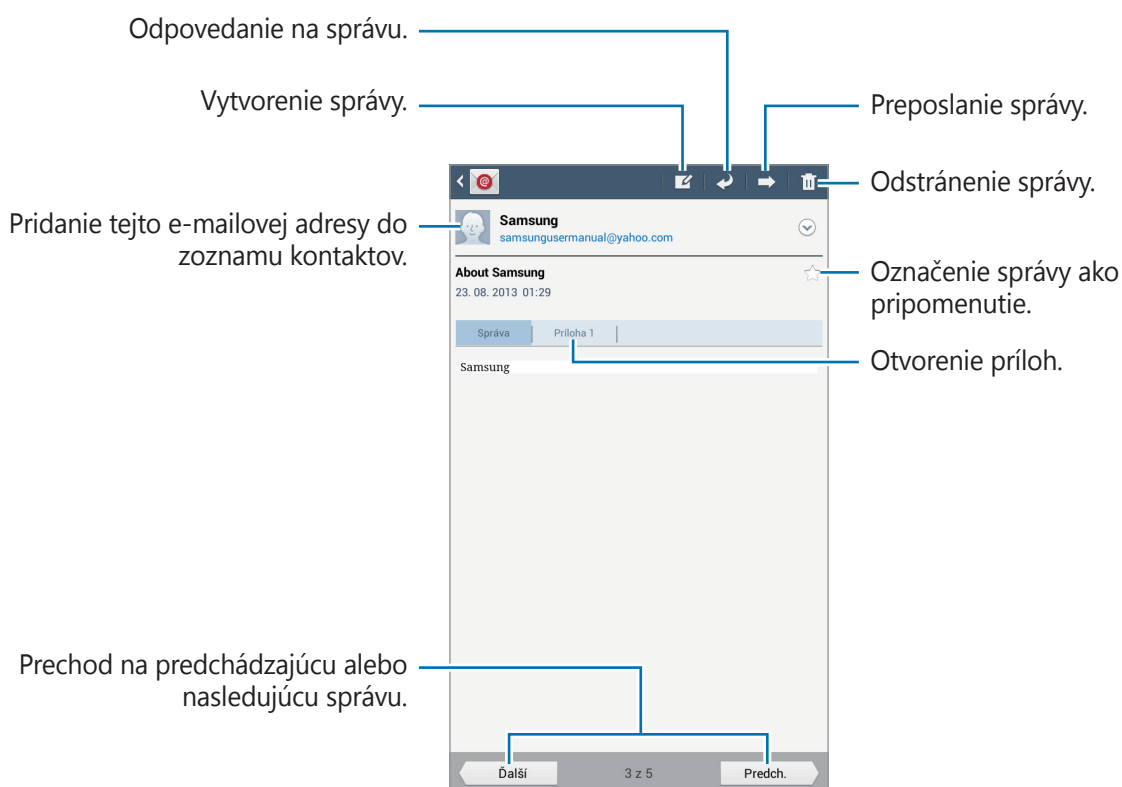 Odpovedanie na správu.
Vytvorenie správy.
Preposlanie správy.
Odstránenie správy.
Pridanie tejto e-mailovej adresy do
zoznamu kontaktov.
Samsung
samsungusermanual@yahoo.com
About Samsung
23. 08. 2013 01:29
Označenie správy ako
pripomenutie.
Správa
Príloha 1
Otvorenie príloh.
Samsung
Prechod na predchádzajúcu alebo
nasledujúcu správu.
Ďalší
3 z 5
Predch.